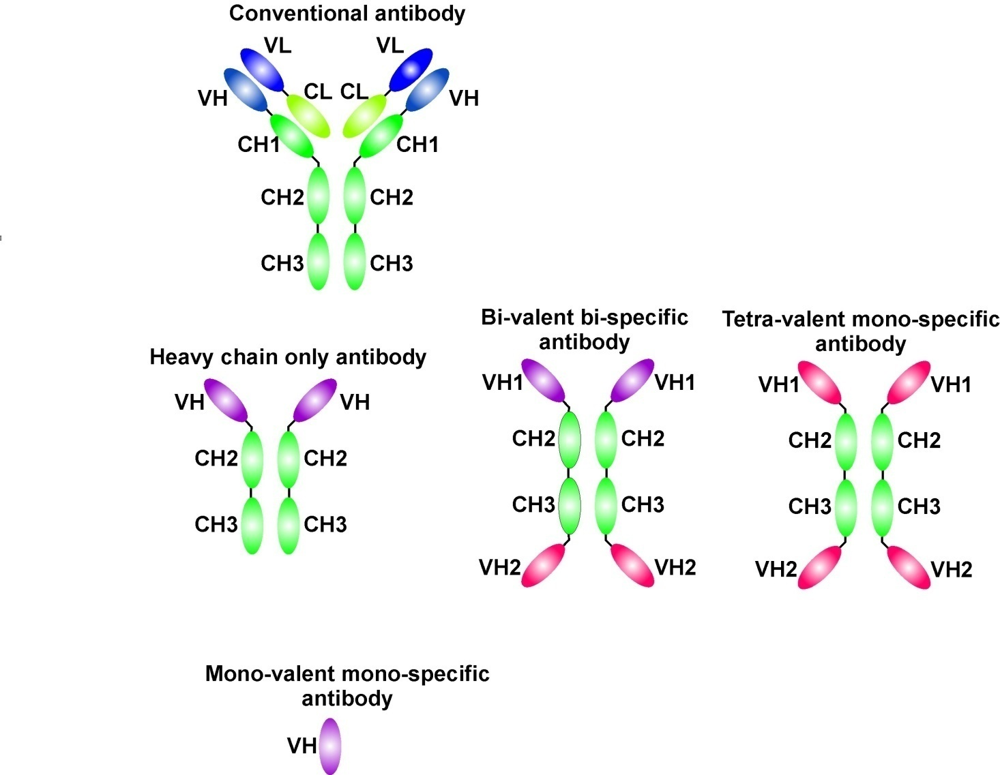 Conventional antibody
VL VL
CL CL
VH VH
CH1 CH1
CH2 CH2
CH3 CH3
Heavy chain only antibody
VH VH
CH2 CH2
CH3 CH3
Bi-valent bi-specific
antibody
VH1 VH1
CH2 CH2
CH3 CH3
VH2 VH2
Tetra-valent mono-specific
antibody
VH1 VH1
CH2 CH2
CH3 CH3
VH2 VH2
Mono-valent mono-specific
antibody
VH